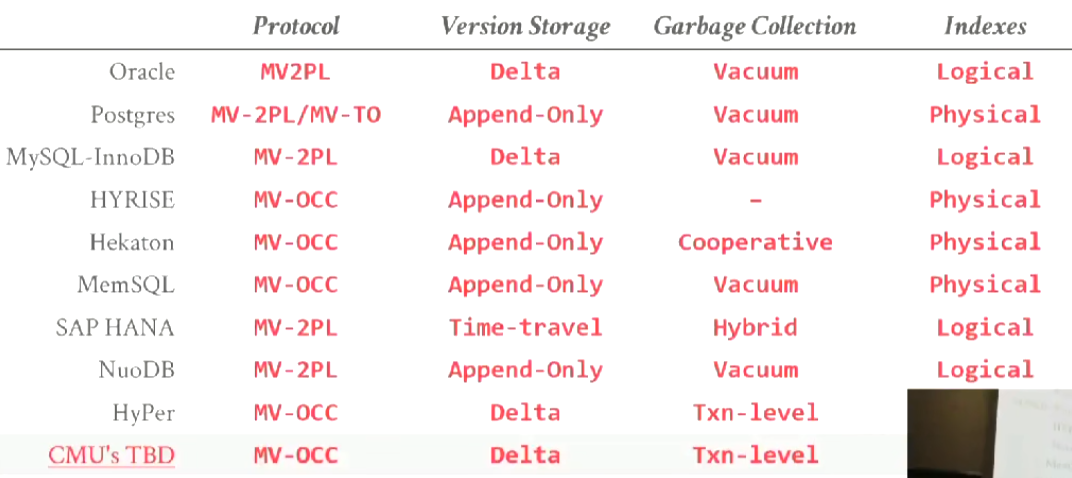 Protocol Version Storage Garbage Collection Indexes
Oracle MV2PL Delta Vacuum Logical
Postgres MV-2PL/MV-TO Append-Only Vacuum Physical
MySQL-InnoDB MV-2PL Delta Vacuum Logical
HYRISE MV-OCC Append-Only – Physical
Hekaton MV-OCC Append-Only Cooperative Physical
MemSQL MV-OCC Append-Only Vacuum Physical
SAP HANA MV-2PL Time-travel Hybrid Logical
NuoDB MV-2PL Append-Only Vacuum Logical
HyPer MV-OCC Delta Txn-level
CMU's TBD MV-OCC Delta Txn-level